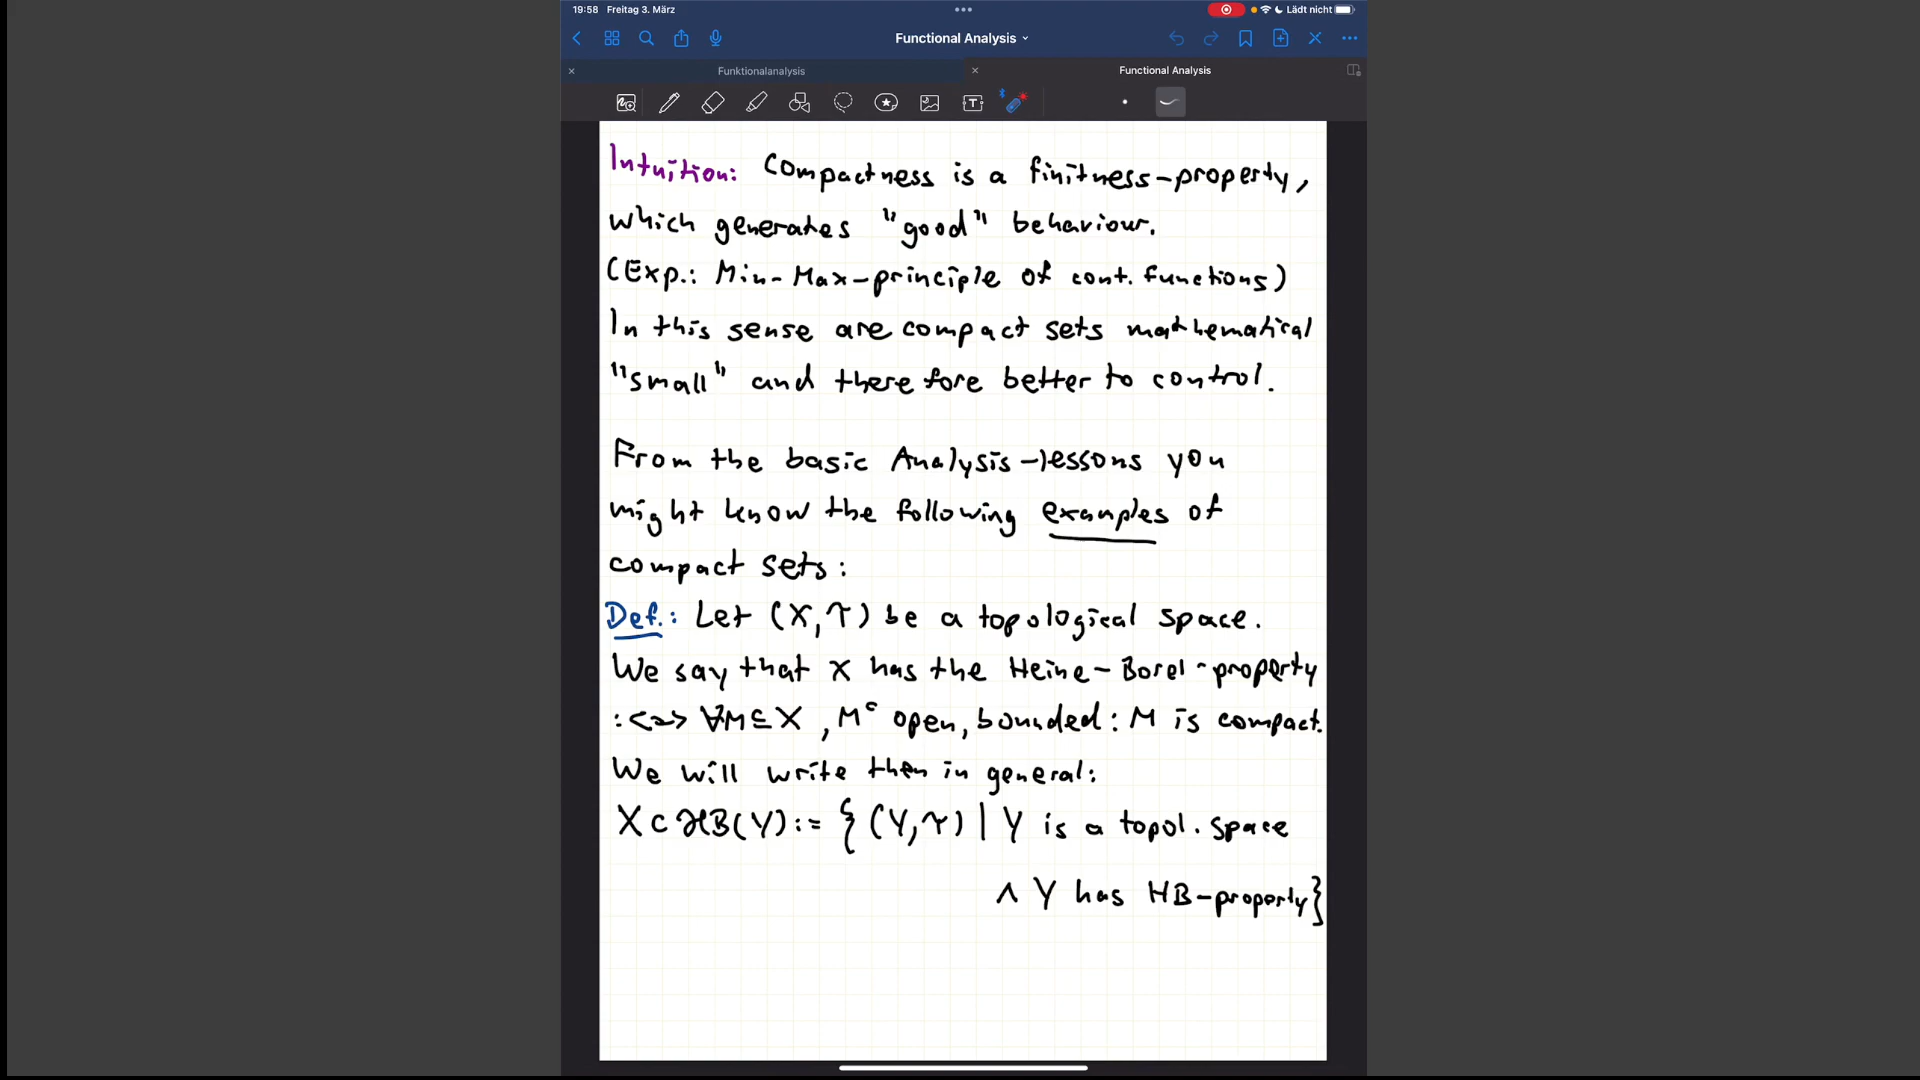 19:58 Freitag 3. März
Lädt nicht
Functional Analysis
Funktionalanalysis
Functional Analysis
Intuition: Compactness is a finitness-property,
which generates "good" behaviour.
(Exp.: Min-Max-principle of cont. functions)
In this sense are compact sets mathematical
"small" and therefore better to control.
From the basic Analysis-lessons you
might know the following examples of
compact sets:
Def.: Let (X,τ) be a topological space.
We say that X has the Heine-Borel-property
:<=> ∀M⊆X, Mᶜ open, bounded: M is compact.
We will write then in general:
X⊂ℋB(Y):= {(Y,τ) | Y is a topol. space
∧ Y has HB-property}